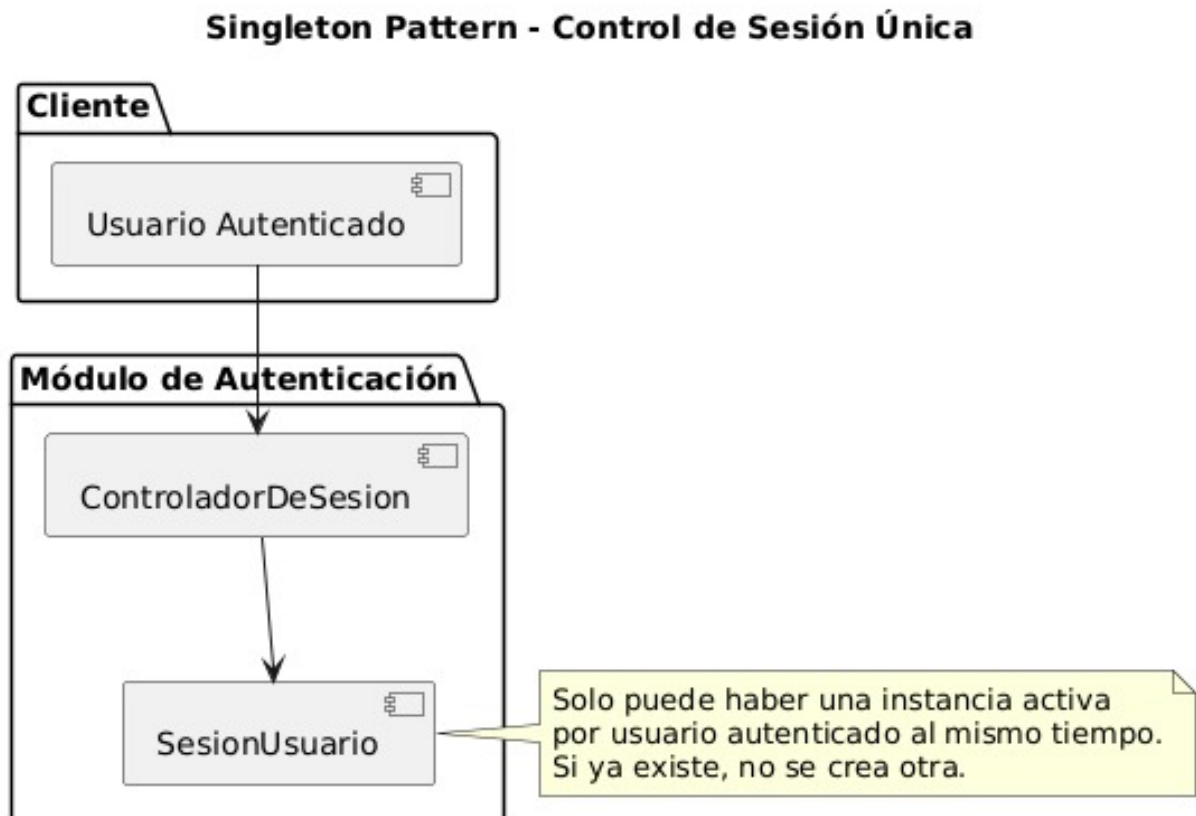 Singleton Pattern - Control de Sesión Única
Cliente
Usuario Autenticado
Módulo de Autenticación
ControladorDeSesion
SesionUsuario
Solo puede haber una instancia activa
por usuario autenticado al mismo tiempo.
Si ya existe, no se crea otra.